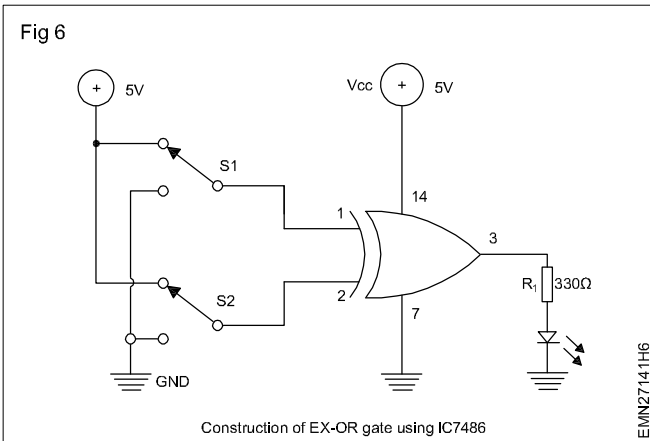 Fig 6
+ 5V
Vcc + 5V
S1
14
1
3
2
R1 330Ω
S2
7
GND
Construction of EX-OR gate using IC7486
EMN27141H6